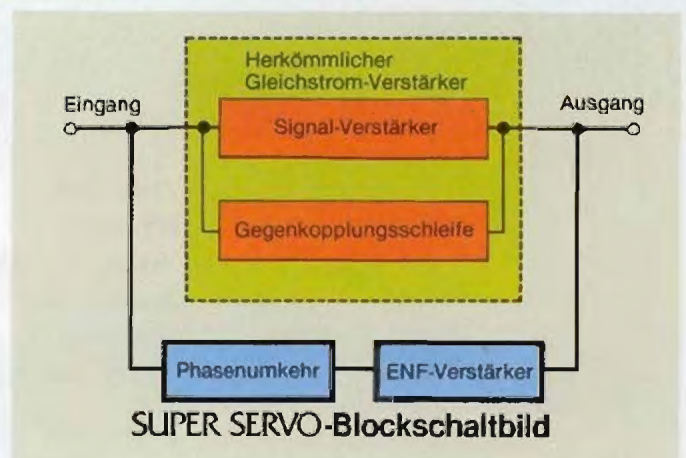 Herkömmlicher
Gleichstrom-Verstärker
Eingang
Ausgang
Signal-Verstärker
Gegenkopplungsschleife
Phasenumkehr
ENF-Verstärker
SUPER SERVO-Blockschaltbild